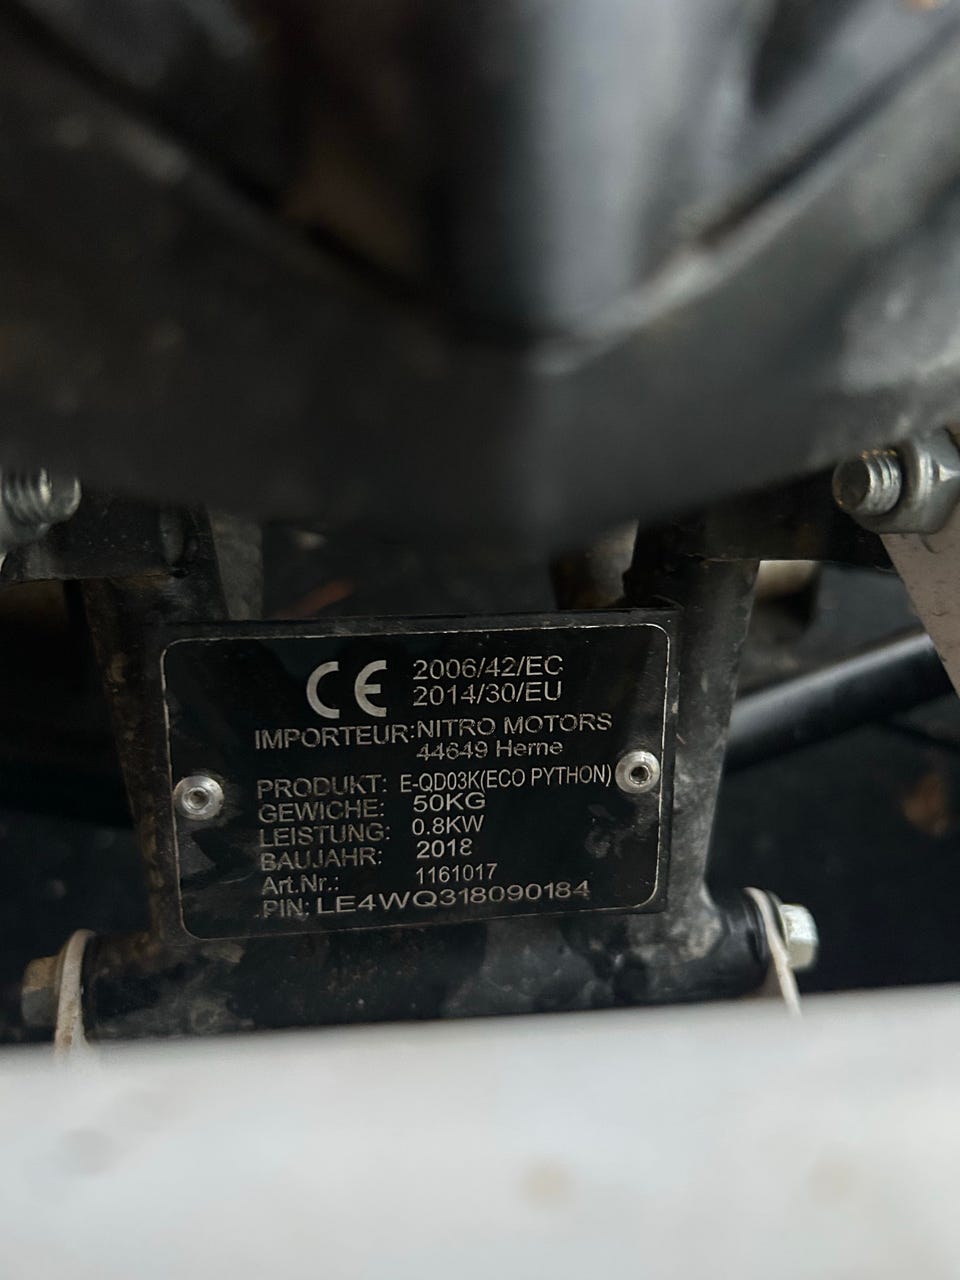 CE 2006/42/EC
2014/30/EU
IMPORTEUR: NITRO MOTORS
44649 Herne
PRODUKT: E-QD03K(ECO PYTHON)
GEWICHE: 50KG
LEISTUNG: 0.8KW
BAUJAHR: 2018
Art.Nr.: 1161017
PIN: LE4WQ318090184